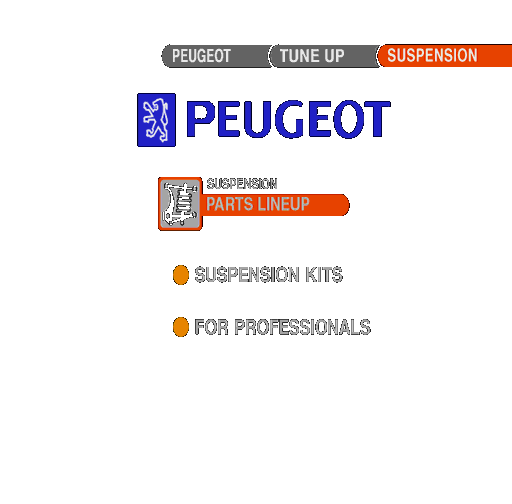 PEUGEOT TUNE UP SUSPENSION
PEUGEOT
SUSPENSION
PARTS LINEUP
SUSPENSION KITS
FOR PROFESSIONALS